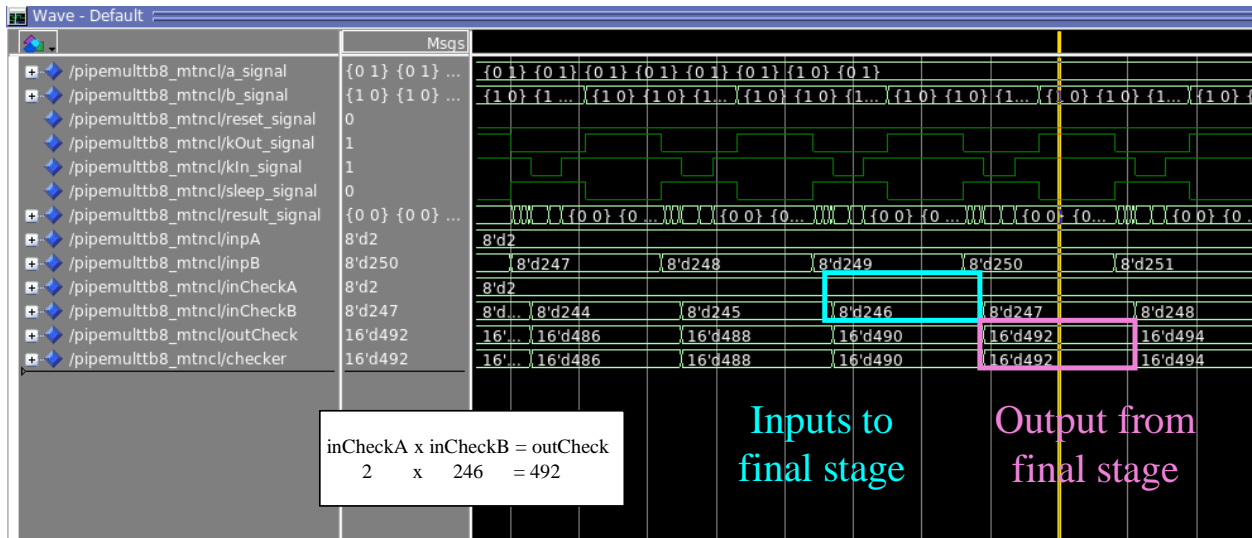 Wave - Default
Msgs
/pipemulttb8_mtncl/a_signal {0 1} {0 1} ... {0 1} {0 1} {0 1} {0 1} {0 1} {0 1} {1 0} {0 1}
/pipemulttb8_mtncl/b_signal {1 0} {1 0} ... {1 0} {1 ... {1 0} {1 0} {1... {1 0} {1 0} {1... {1 0} {1 0} {1... {1 0} {1 0} {1... {1 0} {
/pipemulttb8_mtncl/reset_signal 0
/pipemulttb8_mtncl/kOut_signal 1
/pipemulttb8_mtncl/kIn_signal 1
/pipemulttb8_mtncl/sleep_signal 0
/pipemulttb8_mtncl/result_signal {0 0} {0 0} ... {0 0} {0 ... {0 0} {0... {0 0} {0 ... {0 0} {0... {0 0} {0 .
/pipemulttb8_mtncl/inpA 8'd2 8'd2
/pipemulttb8_mtncl/inpB 8'd250 8'd247 8'd248 8'd249 8'd250 8'd251
/pipemulttb8_mtncl/inCheckA 8'd2 8'd2
/pipemulttb8_mtncl/inCheckB 8'd247 8'd... 8'd244 8'd245 8'd246 8'd247 8'd248
/pipemulttb8_mtncl/outCheck 16'd492 16'... 16'd486 16'd488 16'd490 16'd492 16'd494
/pipemulttb8_mtncl/checker 16'd492 16'... 16'd486 16'd488 16'd490 16'd492 16'd494
inCheckA x inCheckB = outCheck
2 x 246 = 492
Inputs to
final stage
Output from
final stage